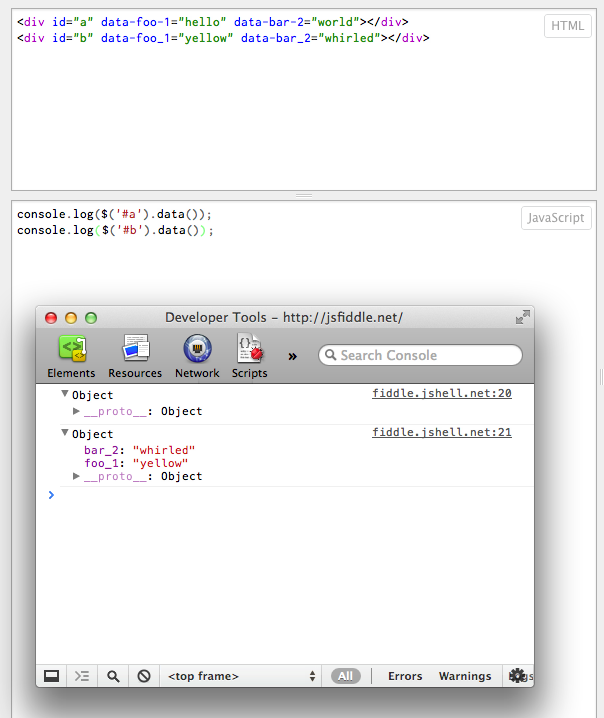 <div id="a" data-foo-1="hello" data-bar-2="world"></div>
HTML
<div id="b" data-foo_1="yellow" data-bar_2="whirled"></div>
console.log($('#a').data());
JavaScript
console.log($('#b').data());
Developer Tools – http://jsfiddle.net/
Elements Resources Network Scripts » Search Console
Object fiddle.jshell.net:20
__proto__: Object
Object fiddle.jshell.net:21
bar_2: "whirled"
foo_1: "yellow"
__proto__: Object
<top frame> All Errors Warnings